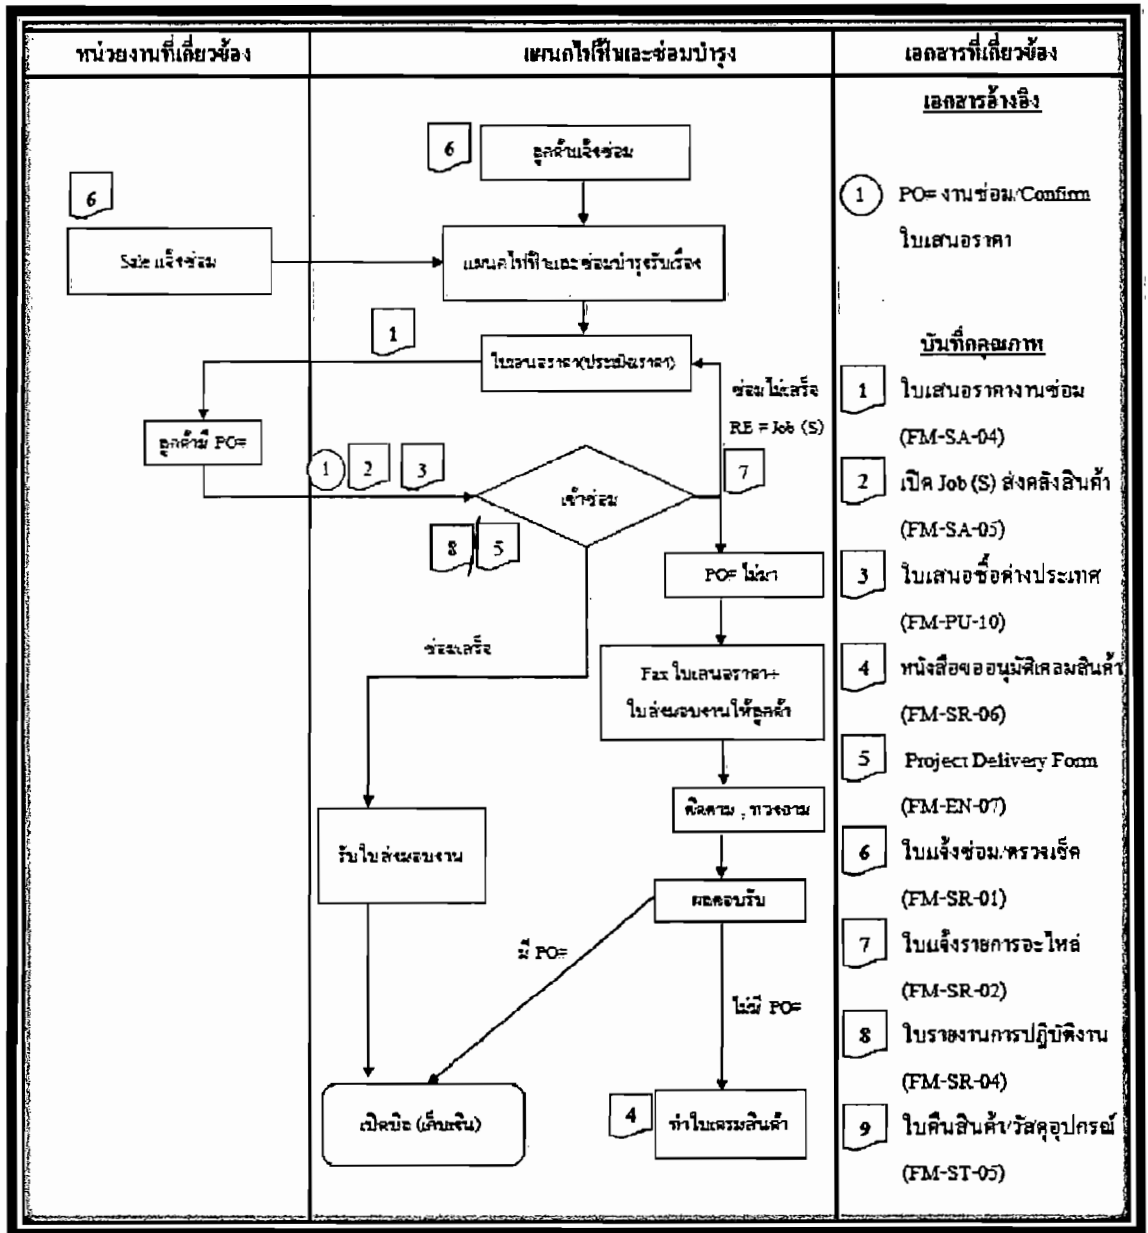 หน่วยงานที่เกี่ยวข้อง
แผนกไฟฟ้าและซ่อมบำรุง
เอกสารที่เกี่ยวข้อง
เอกสารอ้างอิง
6
ลูกค้าแจ้งซ่อม
6
1
PO= งานซ่อม/Confirm
ใบเสนอราคา
Sale แจ้งซ่อม
แผนกไฟฟ้าและซ่อมบำรุงรับเรื่อง
1
ใบเสนอราคา(ประเมินราคา)
บันทึกคุณภาพ
ซ่อมไม่เสร็จ
RE = Job (S)
1
ใบเสนอราคางานซ่อม
(FM-SA-04)
ลูกค้ามี PO=
1
2
3
เข้าซ่อม
7
2
เปิด Job (S) ส่งคลังสินค้า
(FM-SA-05)
8
5
PO= ไม่มา
3
ใบเสนอซื้อต่างประเทศ
(FM-PU-10)
ซ่อมเสร็จ
Fax ใบเสนอราคา+
ใบส่งมอบงานให้ลูกค้า
4
หนังสือขออนุมัติเคลมสินค้า
(FM-SR-06)
5
Project Delivery Form
(FM-EN-07)
ติดตาม , ทวงถาม
รับใบส่งมอบงาน
6
ใบแจ้งซ่อม/ตรวจเช็ค
(FM-SR-01)
ผลตอบรับ
มี PO=
7
ใบแจ้งรายการอะไหล่
(FM-SR-02)
ไม่มี PO=
8
ใบรายงานการปฏิบัติงาน
(FM-SR-04)
เปิดบิล (เก็บเงิน)
4
ทำใบเคลมสินค้า
9
ใบคืนสินค้า/วัสดุอุปกรณ์
(FM-ST-05)